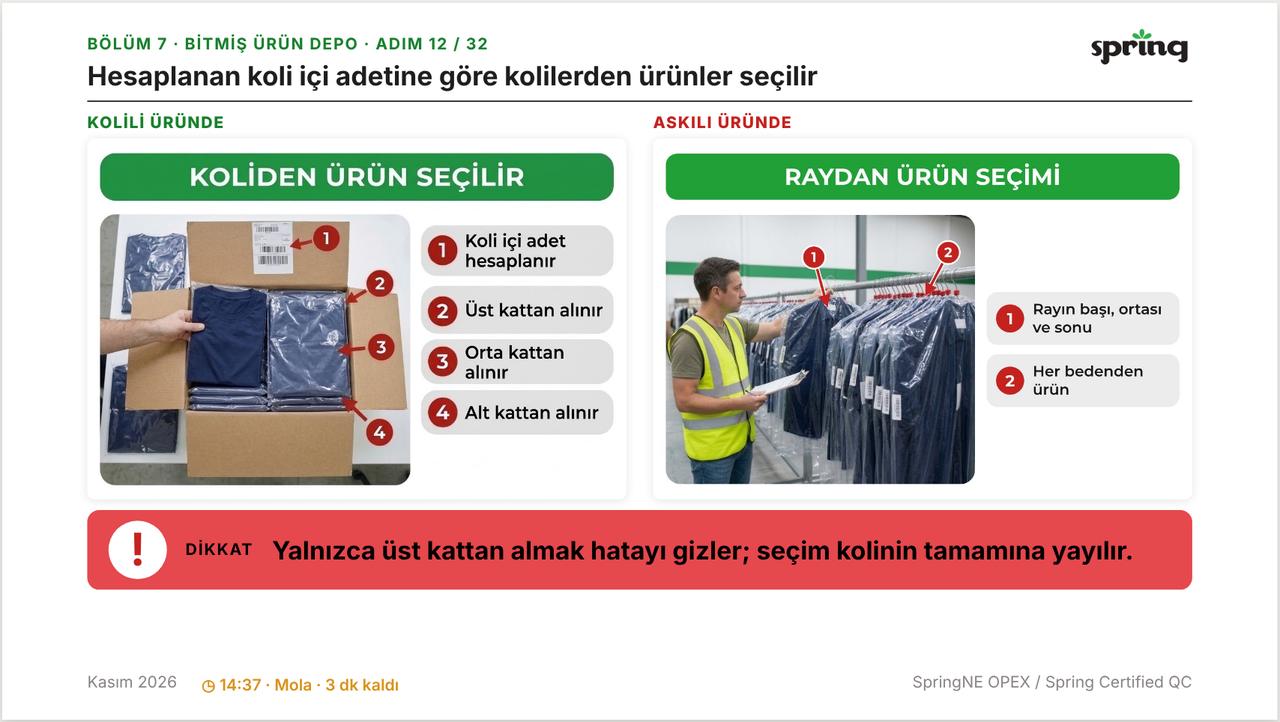 BÖLÜM 7 · BİTMİŞ ÜRÜN DEPO · ADIM 12 / 32
spring
Hesaplanan koli içi adetine göre kolilerden ürünler seçilir
KOLİLİ ÜRÜNDE
KOLİDEN ÜRÜN SEÇİLİR
1
2
3
4
1 Koli içi adet
hesaplanır
2 Üst kattan alınır
3 Orta kattan
alınır
4 Alt kattan alınır
ASKILI ÜRÜNDE
RAYDAN ÜRÜN SEÇİMİ
1
2
1 Rayın başı, ortası
ve sonu
2 Her bedenden
ürün
! DİKKAT Yalnızca üst kattan almak hatayı gizler; seçim kolinin tamamına yayılır.
Kasım 2026
14:37 · Mola · 3 dk kaldı
SpringNE OPEX / Spring Certified QC